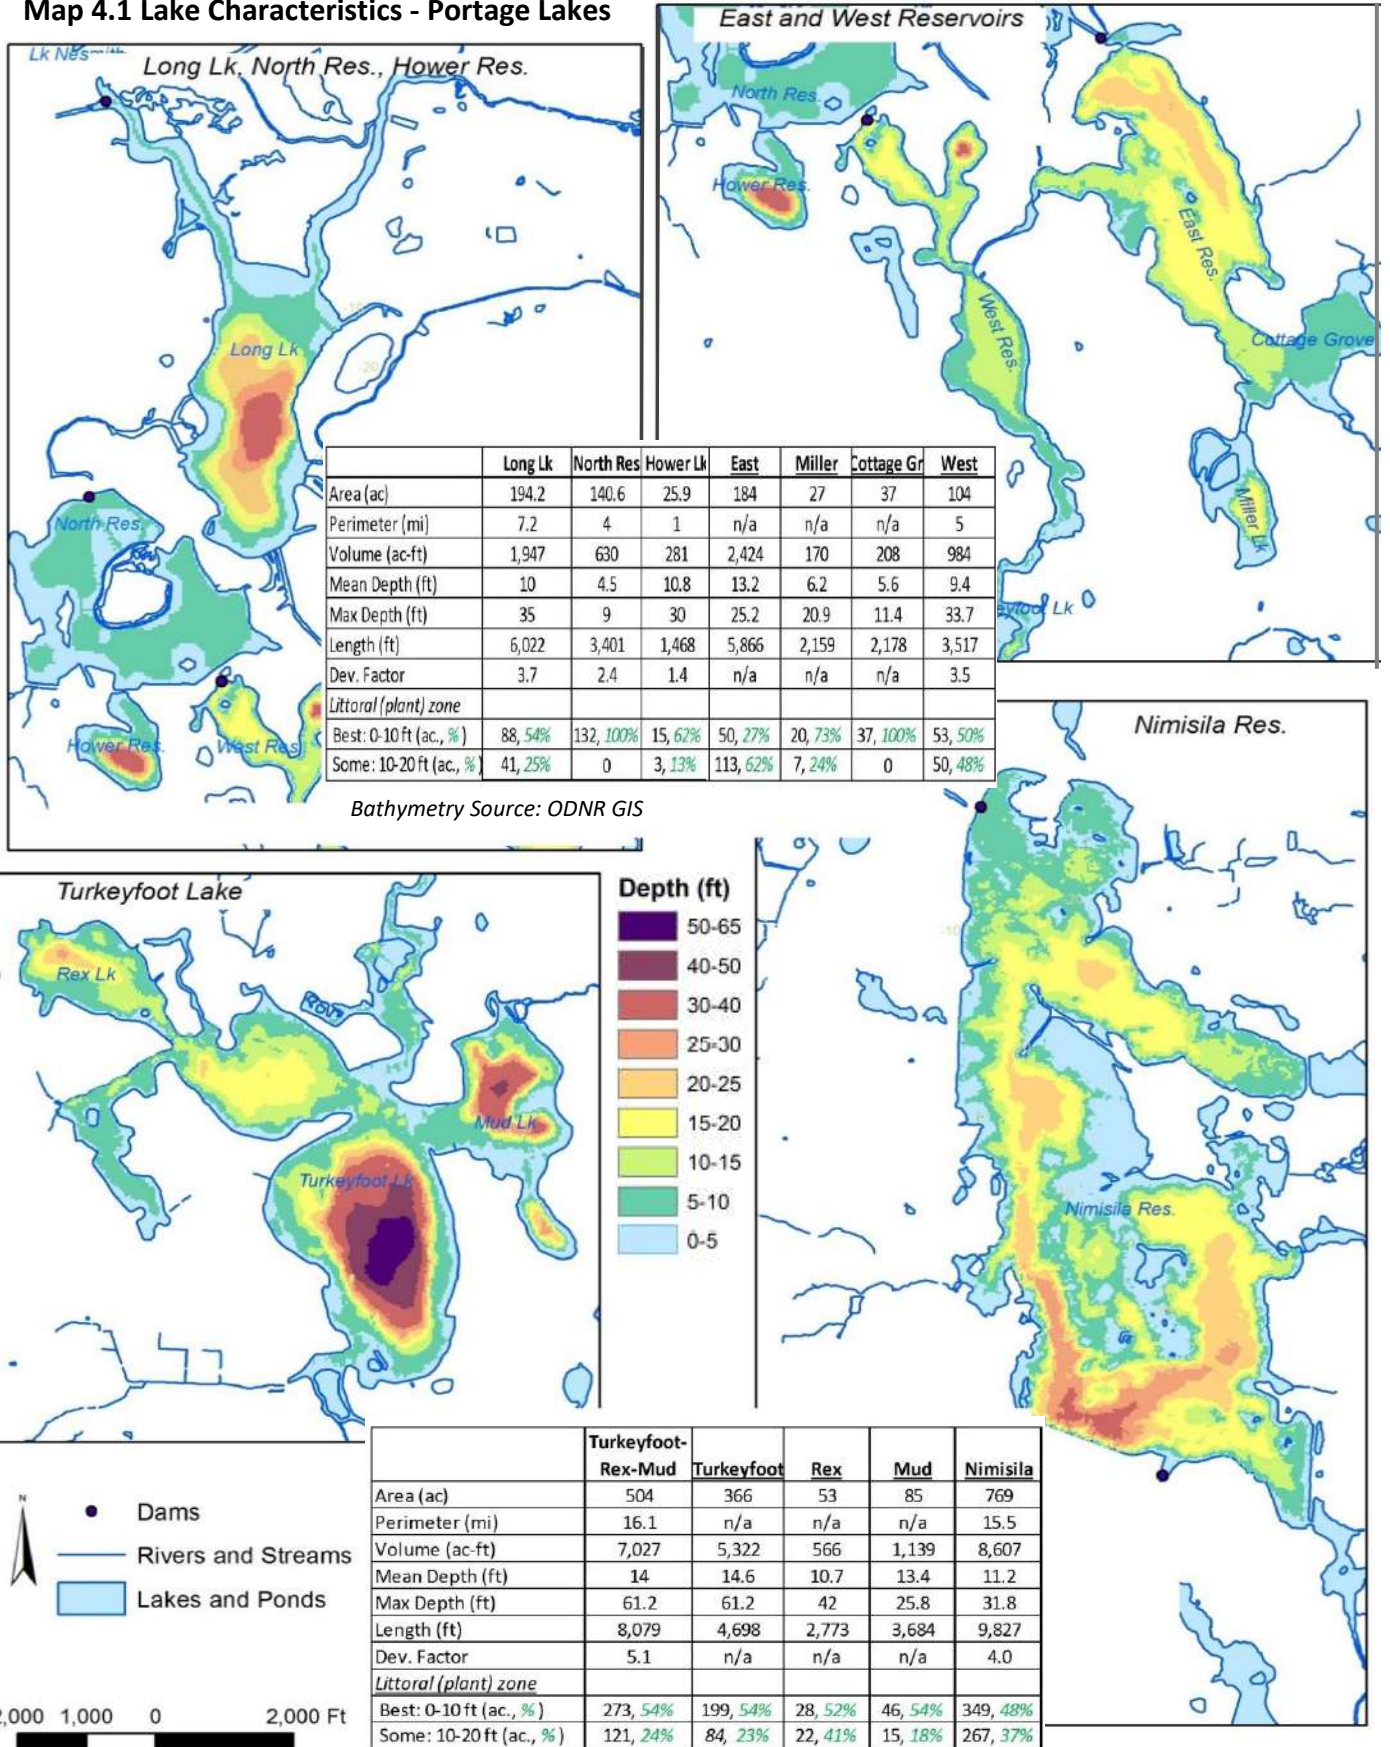 Map 4.1 Lake Characteristics - Portage Lakes
Long Lk, North Res., Hower Res.
Long Lk
-10
-20
North Res.
Hower Res.
West Res.
East and West Reservoirs
North Res.
Hower Res.
West Res.
East Res.
Cottage Grove
Miller Lk
Long Lk North Res Hower Lk East Miller Cottage Gr West
Area (ac) 194.2 140.6 25.9 184 27 37 104
Perimeter (mi) 7.2 4 1 n/a n/a n/a 5
Volume (ac-ft) 1,947 630 281 2,424 170 208 984
Mean Depth (ft) 10 4.5 10.8 13.2 6.2 5.6 9.4
Max Depth (ft) 35 9 30 25.2 20.9 11.4 33.7
Length (ft) 6,022 3,401 1,468 5,866 2,159 2,178 3,517
Dev. Factor 3.7 2.4 1.4 n/a n/a n/a 3.5
Littoral (plant) zone
Best: 0-10 ft (ac., %) 88, 54% 132, 100% 15, 62% 50, 27% 20, 73% 37, 100% 53, 50%
Some: 10-20 ft (ac., %) 41, 25% 0 3, 13% 113, 62% 7, 24% 0 50, 48%
Bathymetry Source: ODNR GIS
Turkeyfoot Lake
Rex Lk
Mud Lk
Turkeyfoot Lk
Depth (ft)
50-65
40-50
30-40
25-30
20-25
15-20
10-15
5-10
0-5
Nimisila Res.
-10
Nimisila Res.
Turkeyfoot-
Rex-Mud Turkeyfoot Rex Mud Nimisila
Area (ac) 504 366 53 85 769
Perimeter (mi) 16.1 n/a n/a n/a 15.5
Volume (ac-ft) 7,027 5,322 566 1,139 8,607
Mean Depth (ft) 14 14.6 10.7 13.4 11.2
Max Depth (ft) 61.2 61.2 42 25.8 31.8
Length (ft) 8,079 4,698 2,773 3,684 9,827
Dev. Factor 5.1 n/a n/a n/a 4.0
Littoral (plant) zone
Best: 0-10 ft (ac., %) 273, 54% 199, 54% 28, 52% 46, 54% 349, 48%
Some: 10-20 ft (ac., %) 121, 24% 84, 23% 22, 41% 15, 18% 267, 37%
N
Dams
Rivers and Streams
Lakes and Ponds
1,000 0 2,000 Ft